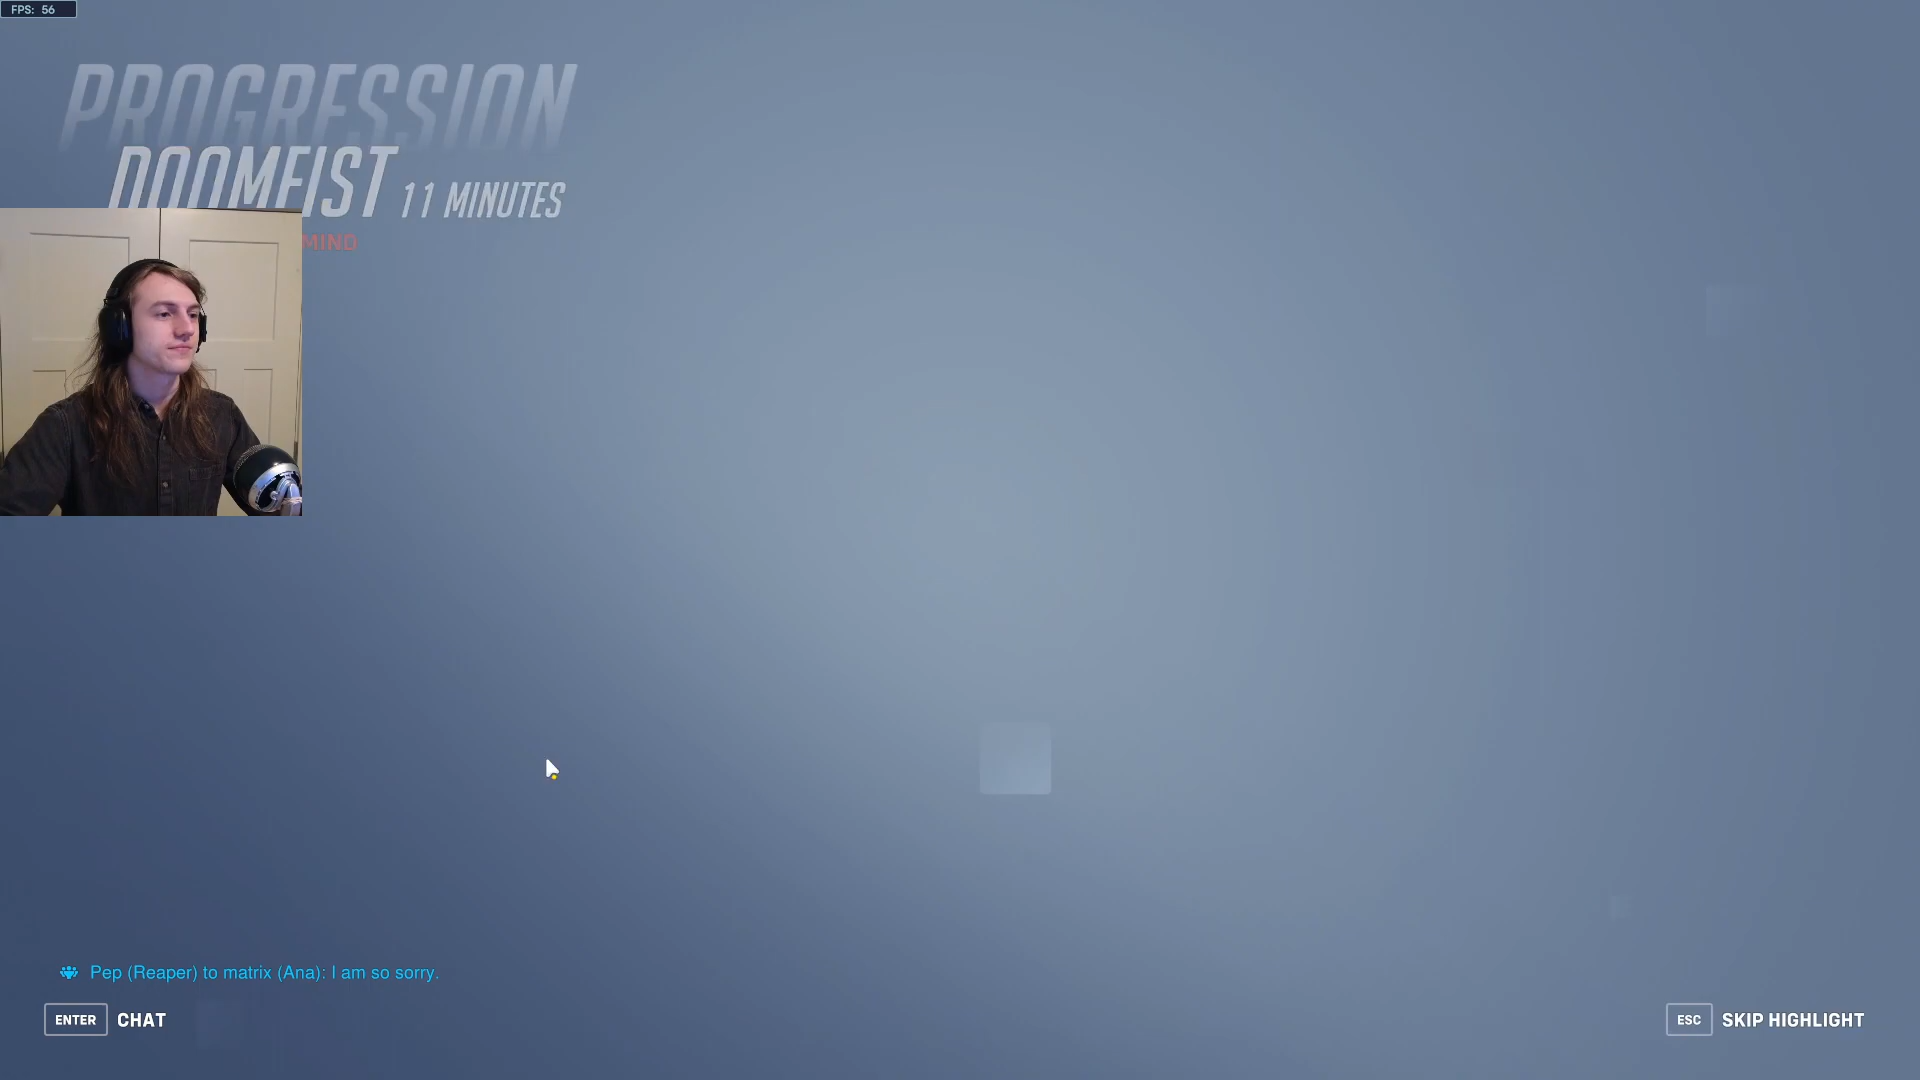 FPS: 56
PROGRESSION
DOOMFIST 11 MINUTES
MIND
Pep (Reaper) to matrix (Ana): I am so sorry.
ENTER CHAT
ESC SKIP HIGHLIGHT